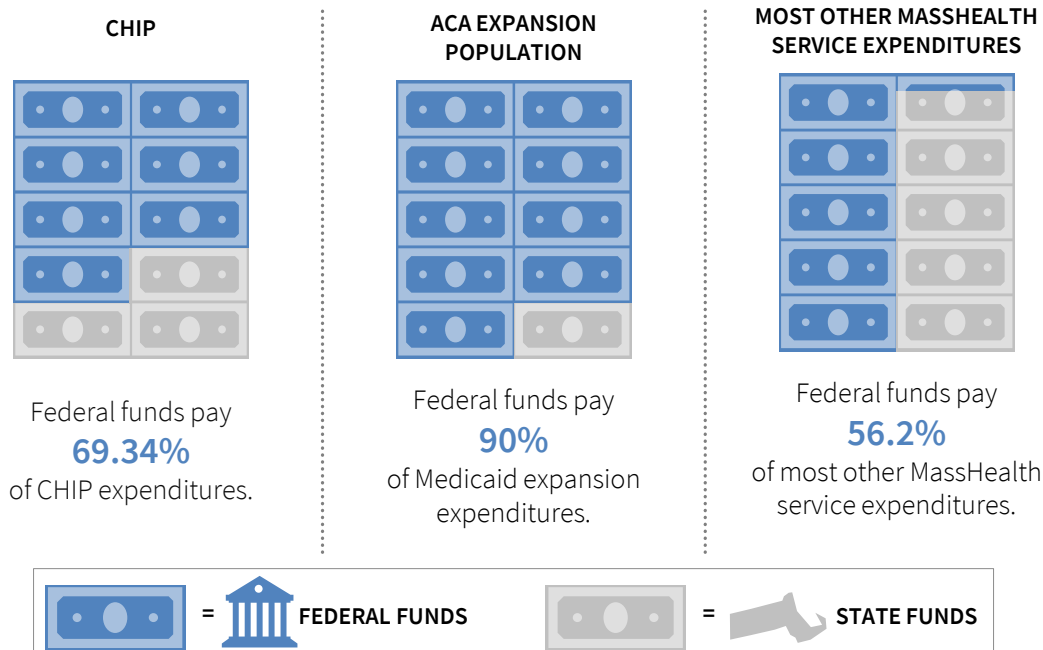 CHIP
Federal funds pay
69.34%
of CHIP expenditures.
ACA EXPANSION
POPULATION
Federal funds pay
90%
of Medicaid expansion
expenditures.
MOST OTHER MASSHEALTH
SERVICE EXPENDITURES
Federal funds pay
56.2%
of most other MassHealth
service expenditures.
= FEDERAL FUNDS
= STATE FUNDS